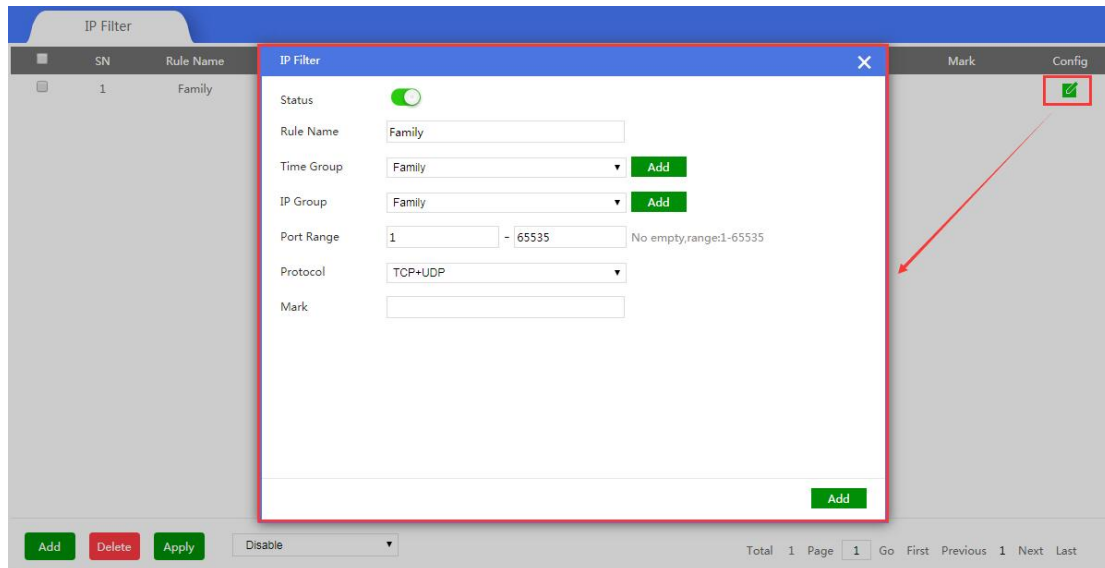 IP Filter
SN Rule Name Mark Config
1 Family
IP Filter
Status
Rule Name Family
Time Group Family Add
IP Group Family Add
Port Range 1 - 65535 No empty,range:1-65535
Protocol TCP+UDP
Mark
Add
Add Delete Apply Disable Total 1 Page 1 Go First Previous 1 Next Last